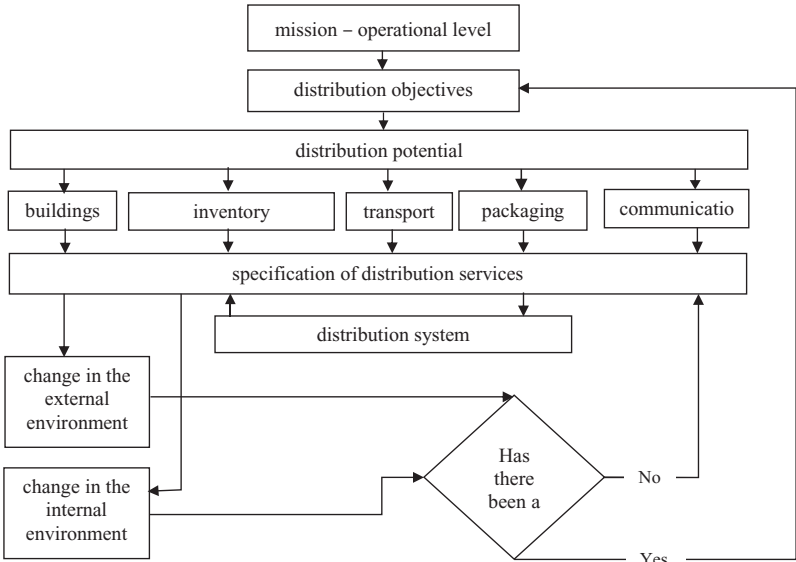 mission – operational level
distribution objectives
distribution potential
buildings
inventory
transport
packaging
communicatio
specification of distribution services
distribution system
change in the
external
environment
change in the
internal
environment
Has
there
been a
No
Yes